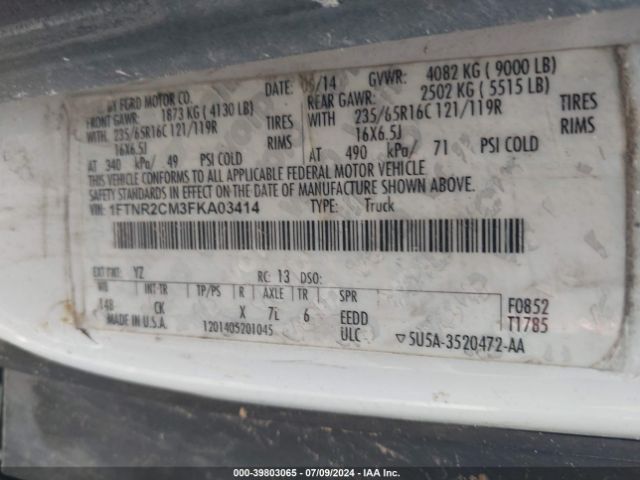 BY FORD MOTOR CO. DATE: 05/14 GVWR: 4082 KG ( 9000 LB)
FRONT GAWR: 1873 KG ( 4130 LB) REAR GAWR: 2502 KG ( 5515 LB)
WITH 235/65R16C 121/119R TIRES WITH 235/65R16C 121/119R TIRES
16X6.5J RIMS 16X6.5J RIMS
AT 340 kPa/ 49 PSI COLD AT 490 kPa/ 71 PSI COLD
THIS VEHICLE CONFORMS TO ALL APPLICABLE FEDERAL MOTOR VEHICLE
SAFETY STANDARDS IN EFFECT ON THE DATE OF MANUFACTURE SHOWN ABOVE.
VIN: 1FTNR2CM3FKA03414 TYPE: Truck
EXT PNT: YZ RC: 13 DSO:
WB INT TR TP/PS R AXLE TR SPR
148 CK X 7L 6 EEDD F0852
MADE IN U.S.A. 1201405201045 ULC T1785
5U5A-3520472-AA
000-39803065 / 07/09/2024 / IAA Inc.